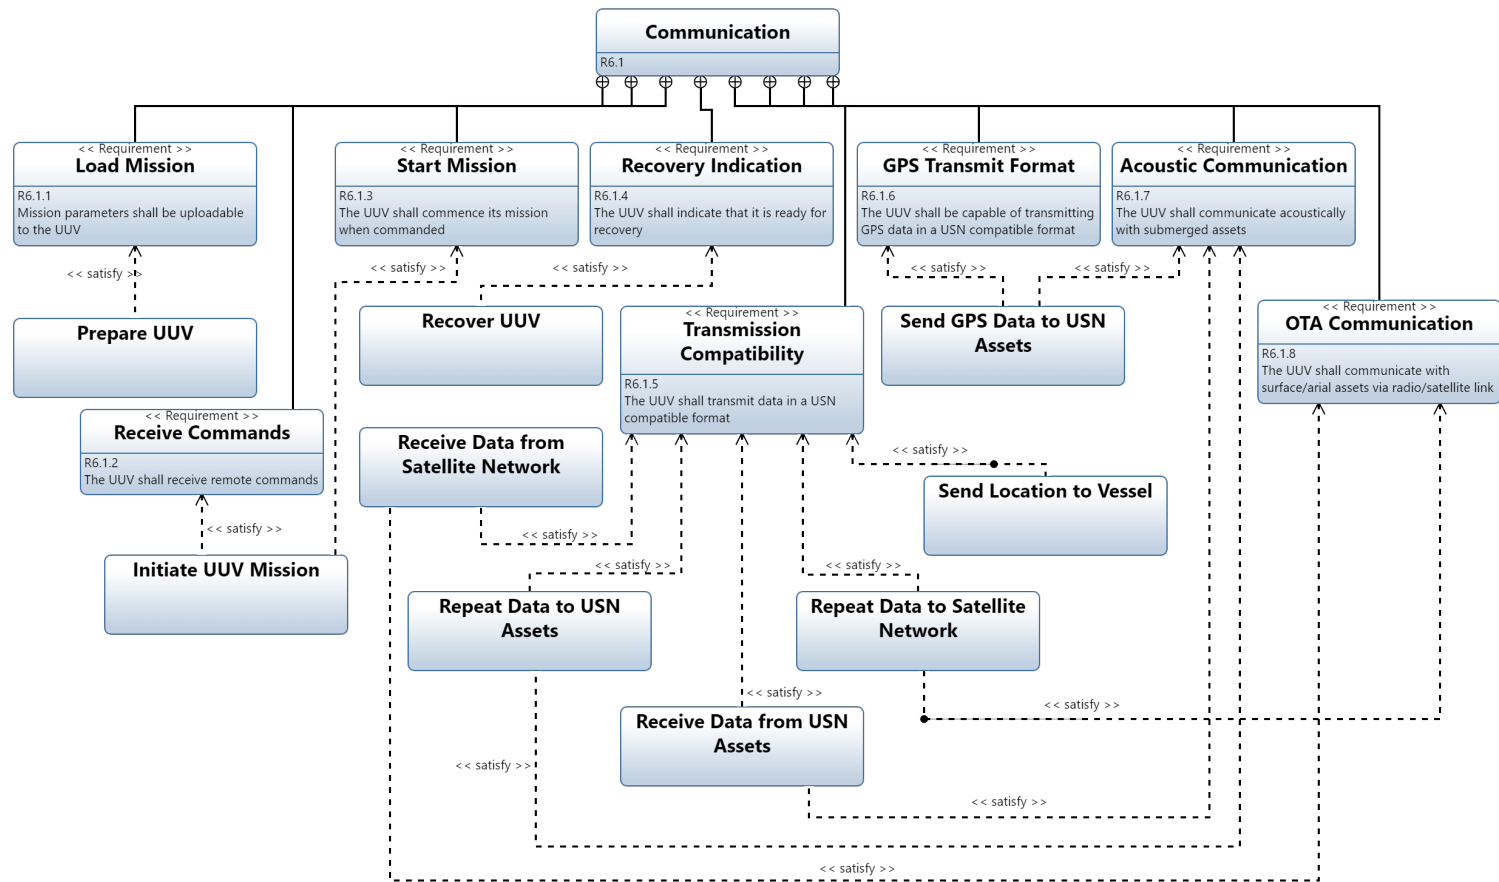 Communication
R6.1
<< Requirement >>
Load Mission
R6.1.1
Mission parameters shall be uploadable
to the UUV
<< Requirement >>
Start Mission
R6.1.3
The UUV shall commence its mission
when commanded
<< Requirement >>
Recovery Indication
R6.1.4
The UUV shall indicate that it is ready for
recovery
<< Requirement >>
GPS Transmit Format
R6.1.6
The UUV shall be capable of transmitting
GPS data in a USN compatible format
<< Requirement >>
Acoustic Communication
R6.1.7
The UUV shall communicate acoustically
with submerged assets
<< satisfy >>
<< satisfy >>
<< satisfy >>
<< satisfy >>
<< satisfy >>
Prepare UUV
Recover UUV
<< Requirement >>
Transmission
Compatibility
R6.1.5
The UUV shall transmit data in a USN
compatible format
Send GPS Data to USN
Assets
<< Requirement >>
OTA Communication
R6.1.8
The UUV shall communicate with
surface/arial assets via radio/satellite link
<< Requirement >>
Receive Commands
R6.1.2
The UUV shall receive remote commands
Receive Data from
Satellite Network
<< satisfy >>
Send Location to Vessel
<< satisfy >>
<< satisfy >>
Initiate UUV Mission
<< satisfy >>
<< satisfy >>
Repeat Data to USN
Assets
Repeat Data to Satellite
Network
<< satisfy >>
<< satisfy >>
Receive Data from USN
Assets
<< satisfy >>
<< satisfy >>
<< satisfy >>